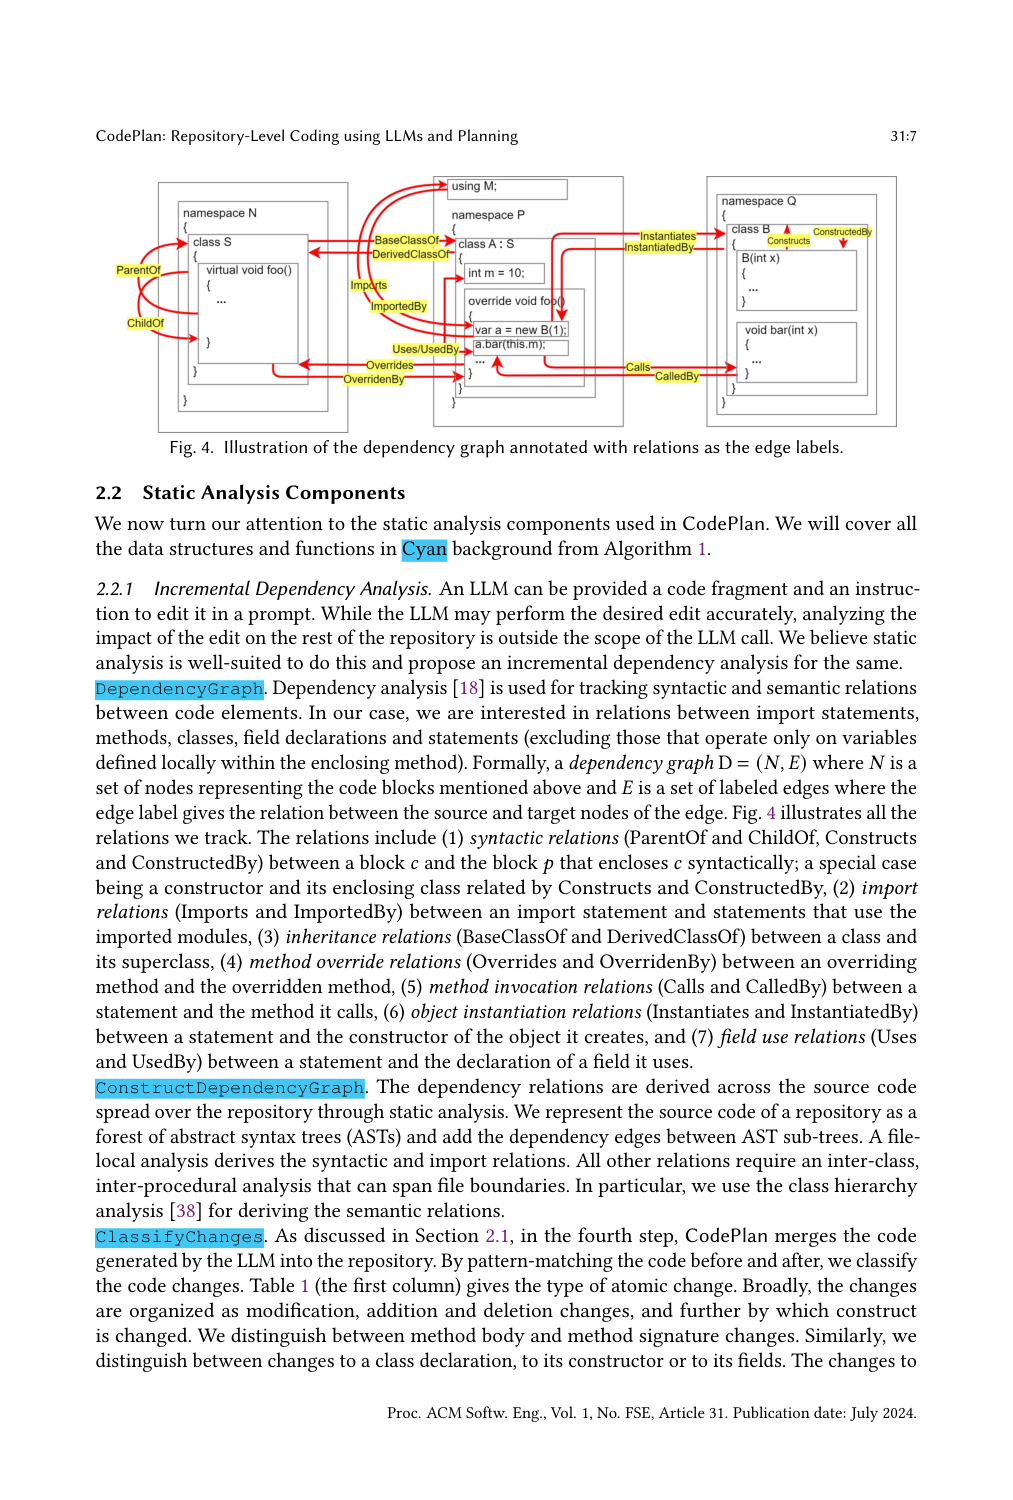 CodePlan: Repository-Level Coding using LLMs and Planning 31:7
namespace N
{
class S
{
virtual void foo()
{
...
}
}
}
ParentOf
ChildOf
BaseClassOf
DerivedClassOf
Imports
ImportedBy
Uses/UsedBy
Overrides
OverridenBy
using M;
namespace P
{
class A : S
{
int m = 10;
override void foo()
{
var a = new B(1);
a.bar(this.m);
...
}
}
}
Instantiates
InstantiatedBy
Calls
CalledBy
namespace Q
{
class B
{
Constructs
ConstructedBy
B(int x)
{
...
}
void bar(int x)
{
...
}
}
}
Fig. 4. Illustration of the dependency graph annotated with relations as the edge labels.
2.2 Static Analysis Components
We now turn our attention to the static analysis components used in CodePlan. We will cover all
the data structures and functions in Cyan background from Algorithm 1.
2.2.1 Incremental Dependency Analysis. An LLM can be provided a code fragment and an instruc-
tion to edit it in a prompt. While the LLM may perform the desired edit accurately, analyzing the
impact of the edit on the rest of the repository is outside the scope of the LLM call. We believe static
analysis is well-suited to do this and propose an incremental dependency analysis for the same.
DependencyGraph. Dependency analysis [18] is used for tracking syntactic and semantic relations
between code elements. In our case, we are interested in relations between import statements,
methods, classes, field declarations and statements (excluding those that operate only on variables
defined locally within the enclosing method). Formally, a dependency graph D = (N, E) where N is a
set of nodes representing the code blocks mentioned above and E is a set of labeled edges where the
edge label gives the relation between the source and target nodes of the edge. Fig. 4 illustrates all the
relations we track. The relations include (1) syntactic relations (ParentOf and ChildOf, Constructs
and ConstructedBy) between a block c and the block p that encloses c syntactically; a special case
being a constructor and its enclosing class related by Constructs and ConstructedBy, (2) import
relations (Imports and ImportedBy) between an import statement and statements that use the
imported modules, (3) inheritance relations (BaseClassOf and DerivedClassOf) between a class and
its superclass, (4) method override relations (Overrides and OverridenBy) between an overriding
method and the overridden method, (5) method invocation relations (Calls and CalledBy) between a
statement and the method it calls, (6) object instantiation relations (Instantiates and InstantiatedBy)
between a statement and the constructor of the object it creates, and (7) field use relations (Uses
and UsedBy) between a statement and the declaration of a field it uses.
ConstructDependencyGraph. The dependency relations are derived across the source code
spread over the repository through static analysis. We represent the source code of a repository as a
forest of abstract syntax trees (ASTs) and add the dependency edges between AST sub-trees. A file-
local analysis derives the syntactic and import relations. All other relations require an inter-class,
inter-procedural analysis that can span file boundaries. In particular, we use the class hierarchy
analysis [38] for deriving the semantic relations.
ClassifyChanges. As discussed in Section 2.1, in the fourth step, CodePlan merges the code
generated by the LLM into the repository. By pattern-matching the code before and after, we classify
the code changes. Table 1 (the first column) gives the type of atomic change. Broadly, the changes
are organized as modification, addition and deletion changes, and further by which construct
is changed. We distinguish between method body and method signature changes. Similarly, we
distinguish between changes to a class declaration, to its constructor or to its fields. The changes to
Proc. ACM Softw. Eng., Vol. 1, No. FSE, Article 31. Publication date: July 2024.